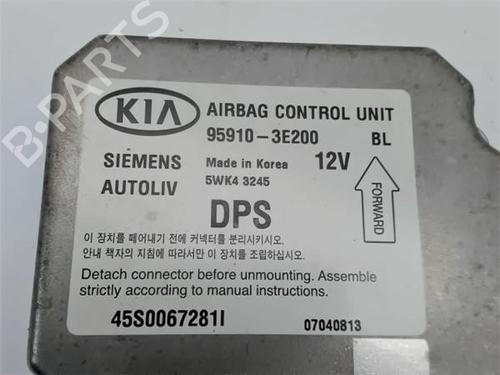 KIA AIRBAG CONTROL UNIT
95910-3E200 BL
SIEMENS Made in Korea 12V
AUTOLIV 5WK4 3245
DPS
FORWARD
이 장치를 떼어내기 전에 커넥터를 분리시키시오.
안내 책자의 지침에 따라서만 이 장치를 조립하십시오.
Detach connector before unmounting. Assemble
strictly according to manual instructions.
45S0067281I 07040813
B-PARTS